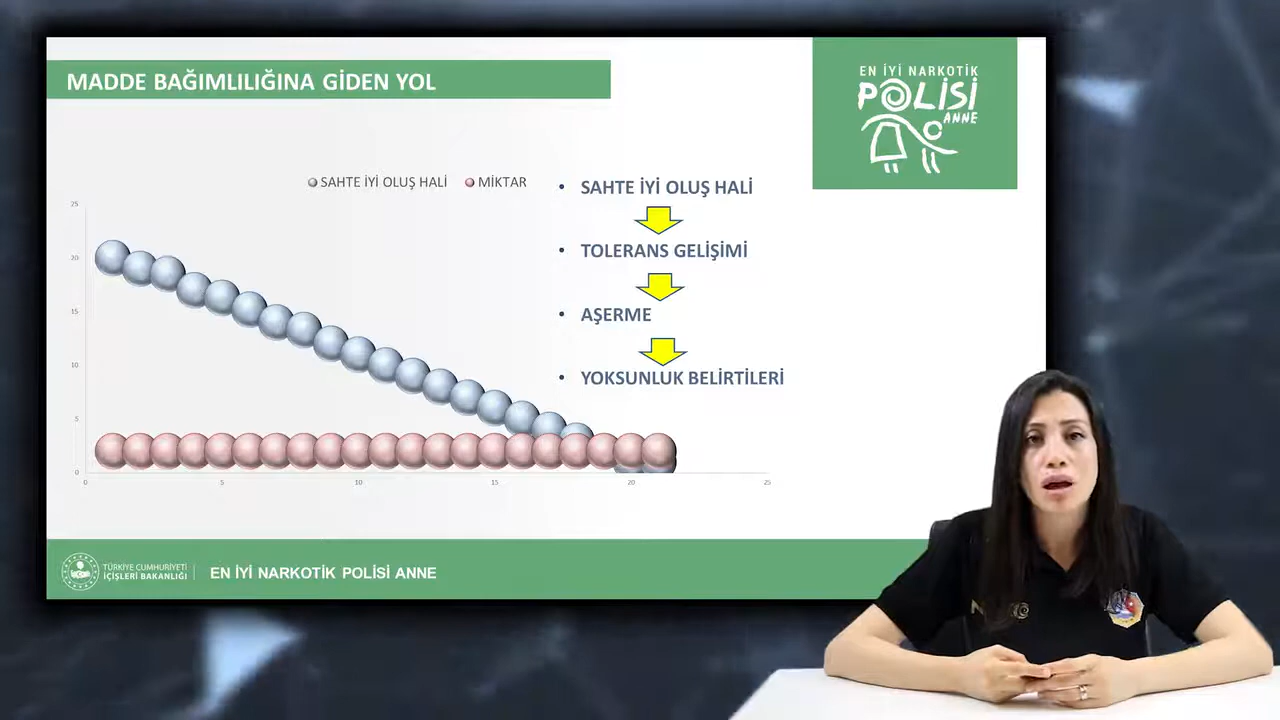 MADDE BAĞIMLILIĞINA GİDEN YOL
EN İYİ NARKOTİK
POLİSİ
ANNE
SAHTE İYİ OLUŞ HALİ
MİKTAR
25
20
15
10
5
0
0
5
10
15
20
25
• SAHTE İYİ OLUŞ HALİ
• TOLERANS GELİŞİMİ
• AŞERME
• YOKSUNLUK BELİRTİLERİ
TÜRKİYE CUMHURİYETİ
İÇİŞLERİ BAKANLIĞI
EN İYİ NARKOTİK POLİSİ ANNE